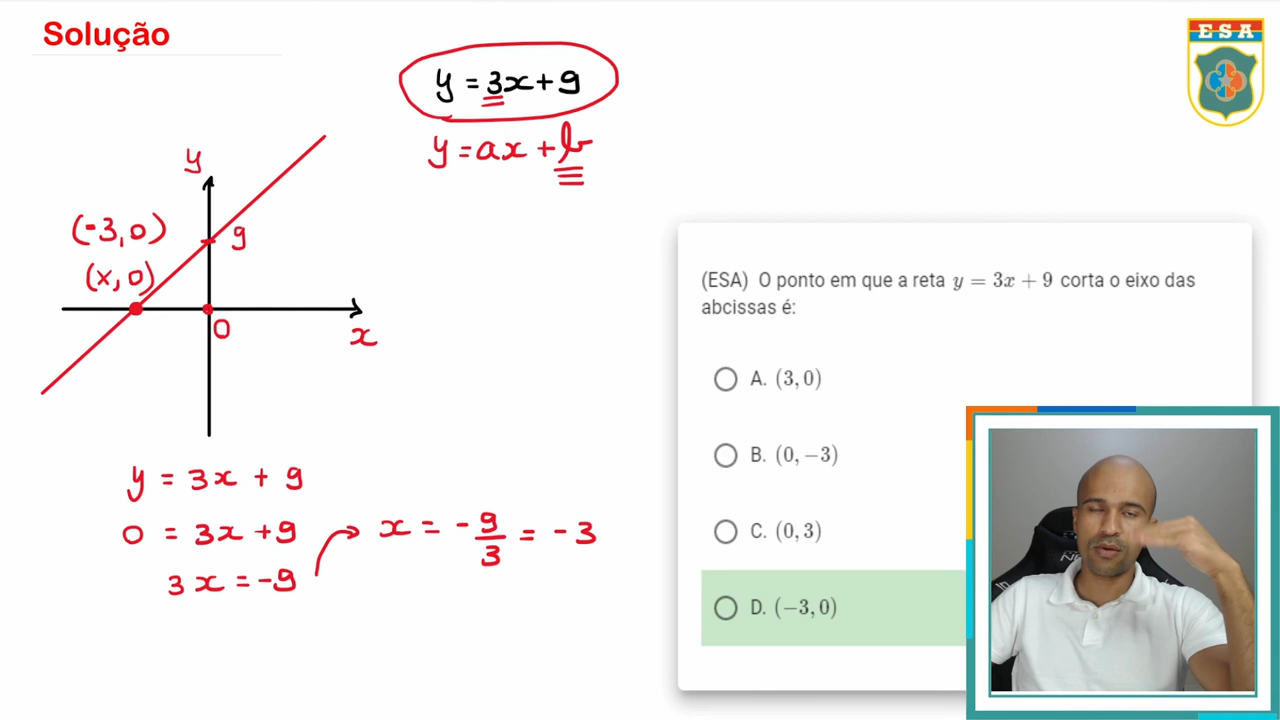 Solução
ESA
y = 3x + 9
y = ax + b
y
(-3, 0)
9
(x, 0)
0
x
y = 3x + 9
0 = 3x + 9
x = - 9/3 = - 3
3x = - 9
(ESA) O ponto em que a reta y = 3x + 9 corta o eixo das
abcissas é:
A. (3, 0)
B. (0, −3)
C. (0, 3)
D. (−3, 0)